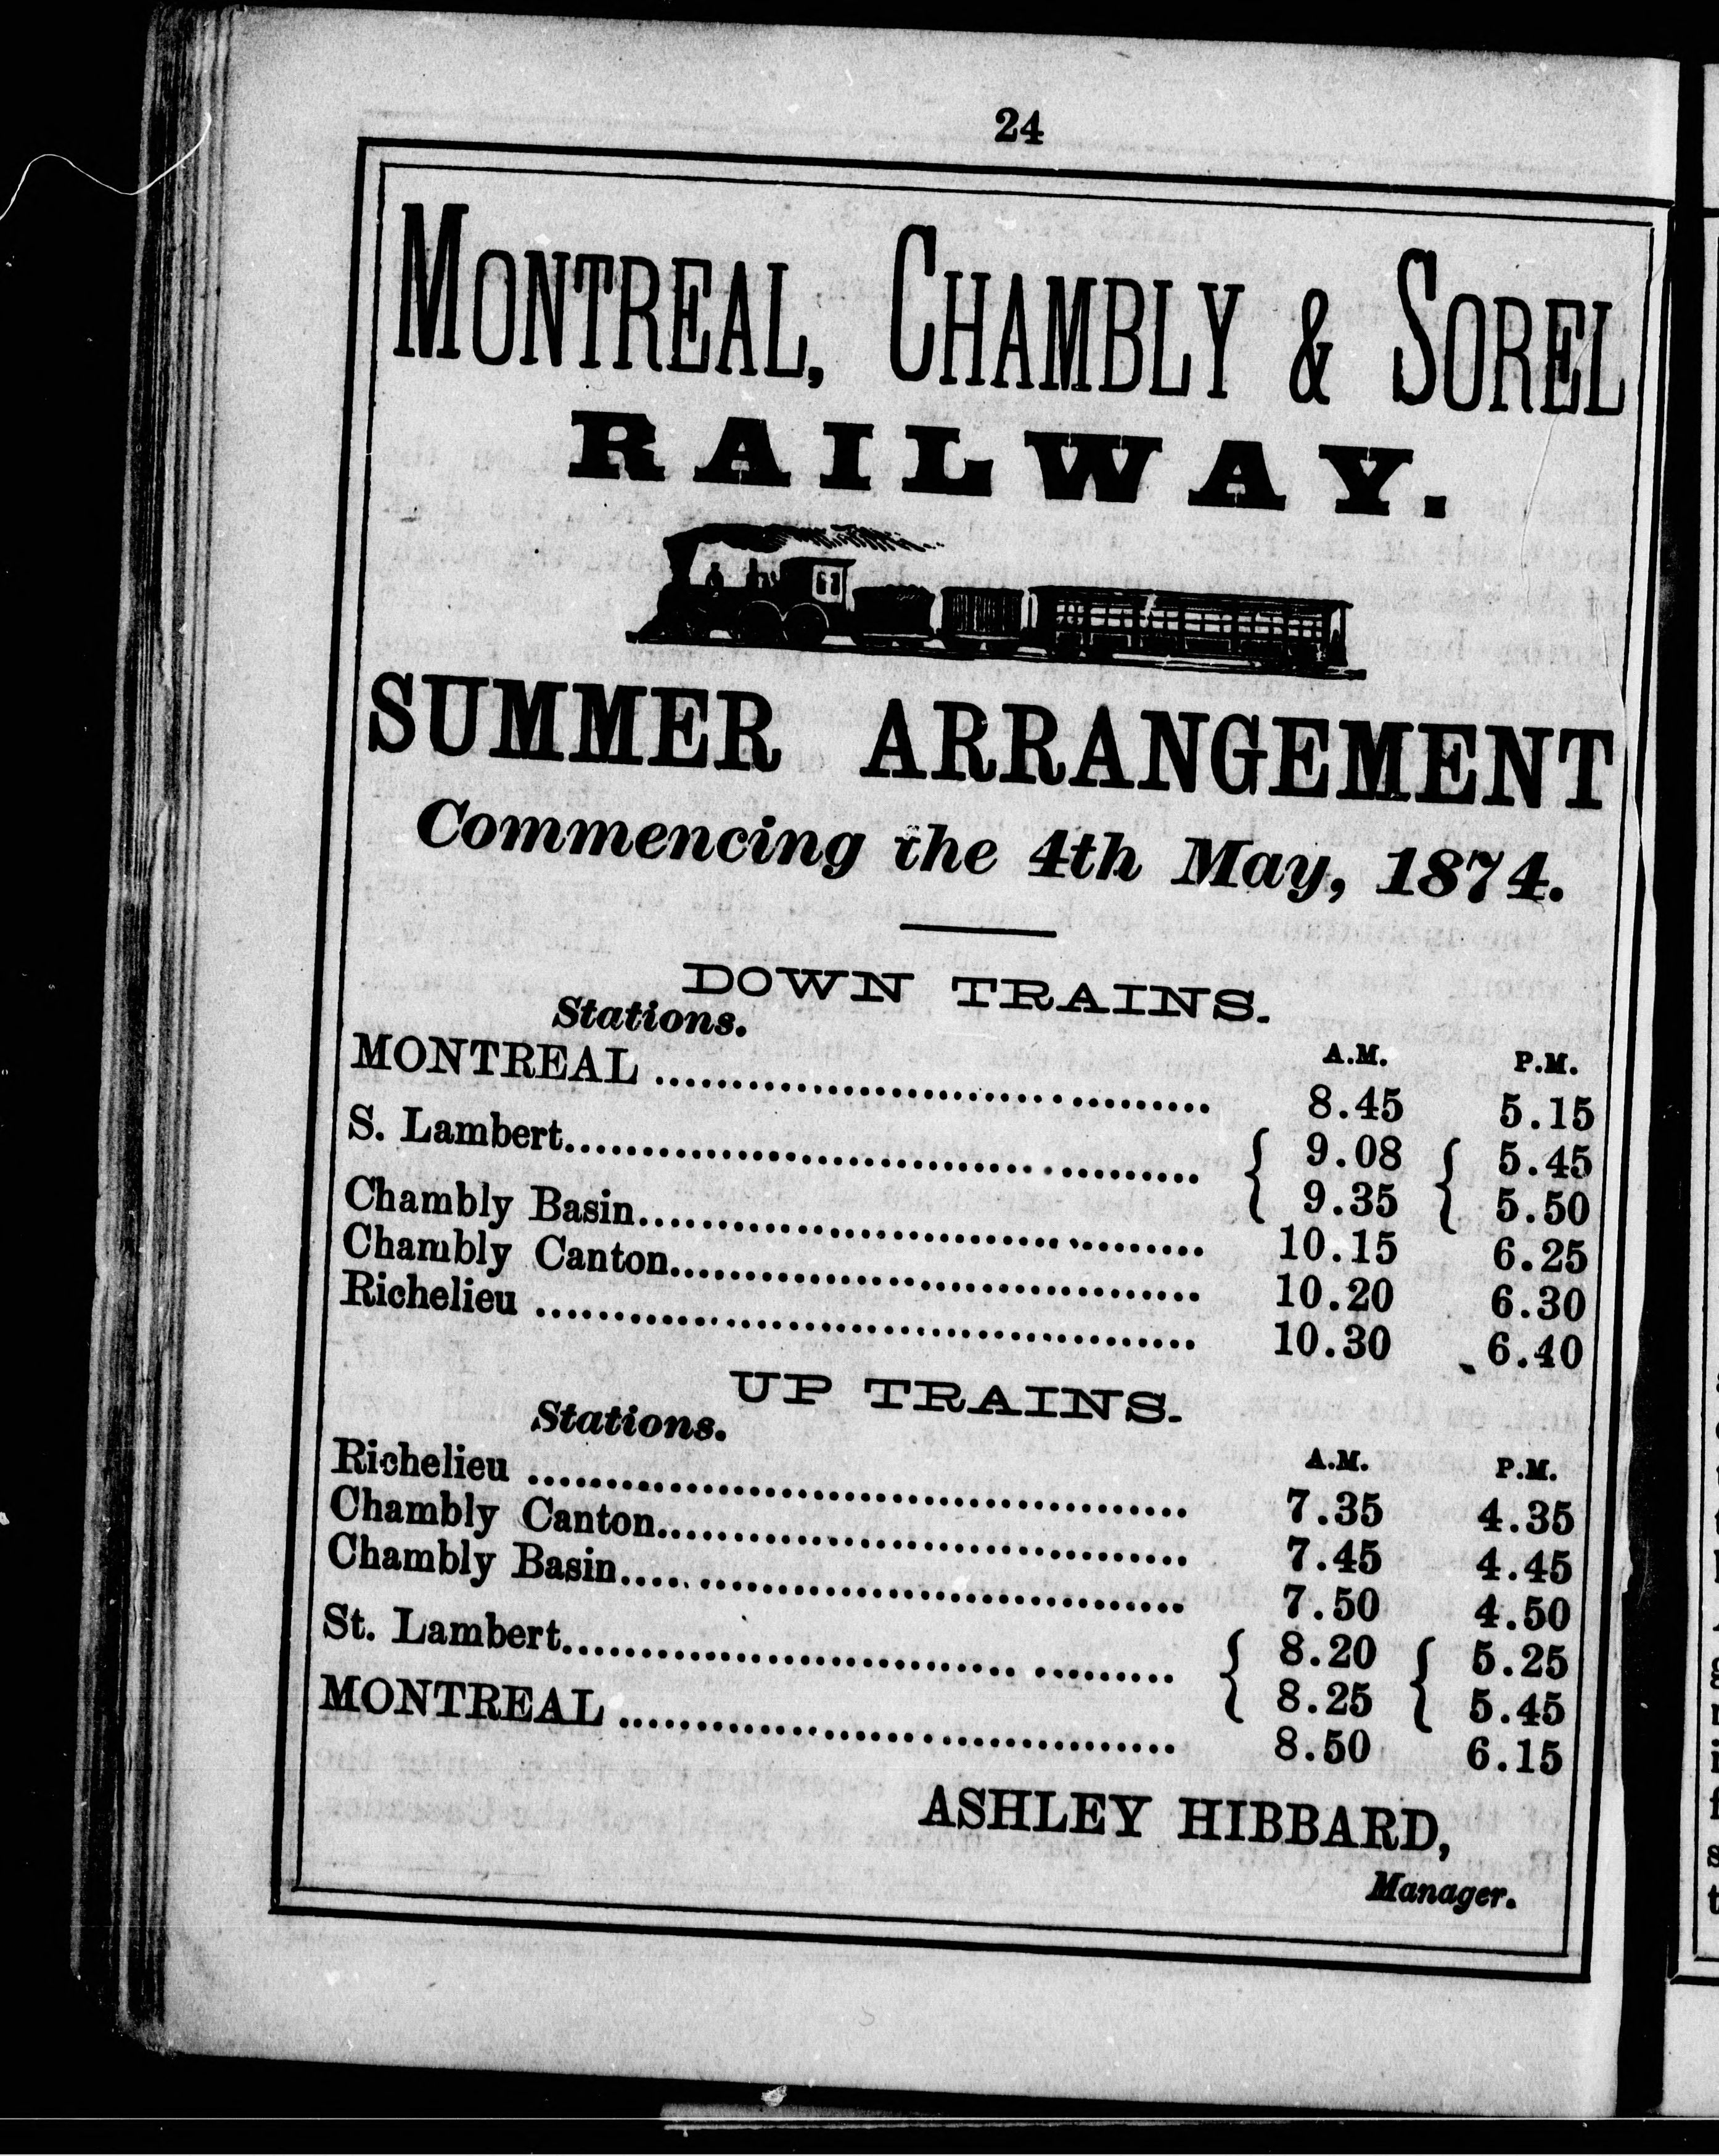 24
MONTREAL, CHAMBLY & SOREL
RAILWAY.
61
SUMMER ARRANGEMENT
Commencing the 4th May, 1874.
DOWN TRAINS.
Stations.
A.M. P.M.
MONTREAL ........................................ 8.45 5.15
S. Lambert........................................ { 9.08 { 5.45
{ 9.35 { 5.50
Chambly Basin........................................ 10.15 6.25
Chambly Canton........................................ 10.20 6.30
Richelieu ........................................ 10.30 6.40
UP TRAINS.
Stations.
A.M. P.M.
Richelieu ........................................ 7.35 4.35
Chambly Canton........................................ 7.45 4.45
Chambly Basin........................................ 7.50 4.50
St. Lambert........................................ { 8.20 { 5.25
{ 8.25 { 5.45
MONTREAL ........................................ 8.50 6.15
ASHLEY HIBBARD,
Manager.